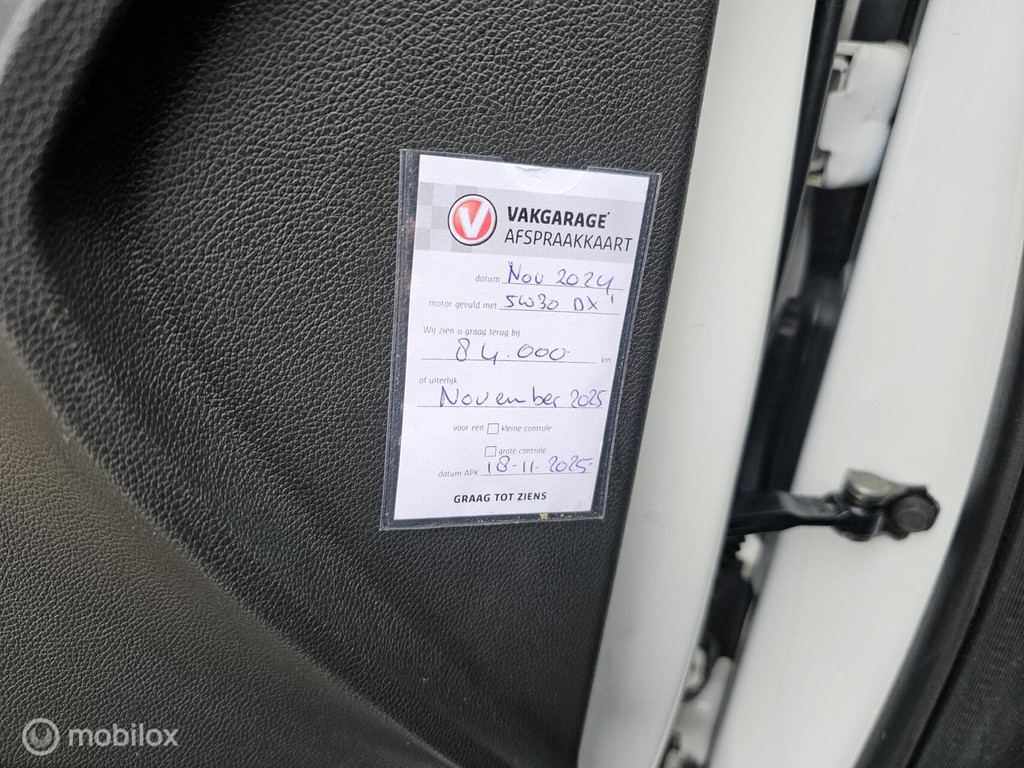 V VAKGARAGE
AFSPRAAKKAART
datum Nov 2024
motor gevuld met 5W30 DX1
Wij zien u graag terug bij
84.000 km
of uiterlijk
November 2025
voor een kleine controle
grote controle
datum APK 18-11-2025-
GRAAG TOT ZIENS
mobilox